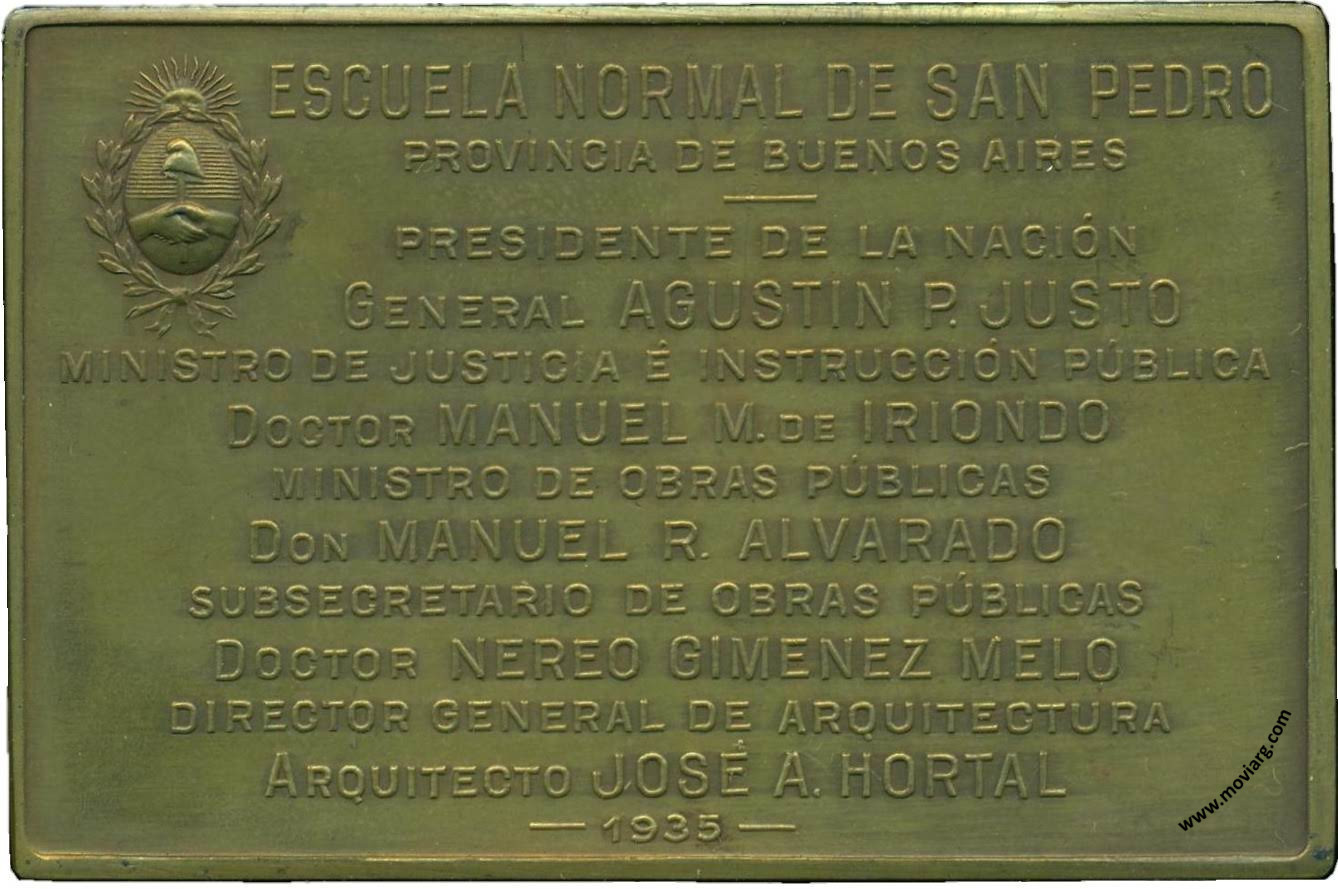 ESCUELA NORMAL DE SAN PEDRO
PROVINCIA DE BUENOS AIRES
PRESIDENTE DE LA NACIÓN
GENERAL AGUSTIN P. JUSTO
MINISTRO DE JUSTICIA É INSTRUCCIÓN PÚBLICA
DOCTOR MANUEL M. DE IRIONDO
MINISTRO DE OBRAS PÚBLICAS
DON MANUEL R. ALVARADO
SUBSECRETARIO DE OBRAS PÚBLICAS
DOCTOR NEREO GIMENEZ MELO
DIRECTOR GENERAL DE ARQUITECTURA
ARQUITECTO JOSÉ A. HORTAL
— 1935 —
www.moviarg.com